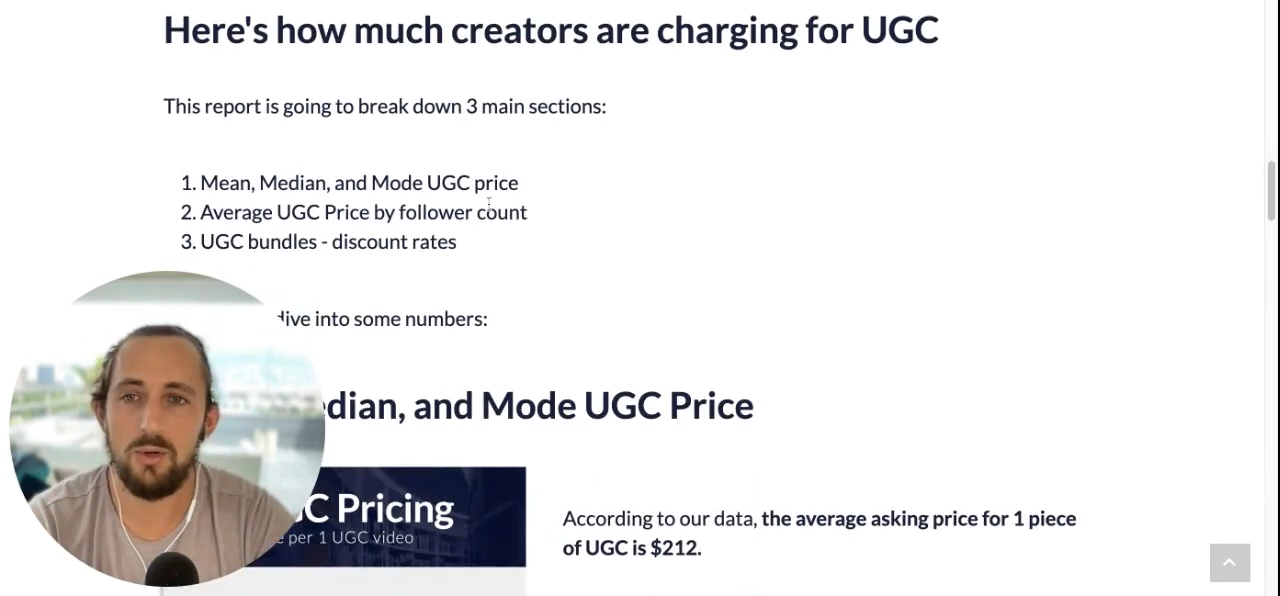 Here's how much creators are charging for UGC
This report is going to break down 3 main sections:
1. Mean, Median, and Mode UGC price
2. Average UGC Price by follower count
3. UGC bundles - discount rates
dive into some numbers:
edian, and Mode UGC Price
C Pricing
per 1 UGC video
According to our data, the average asking price for 1 piece
of UGC is $212.